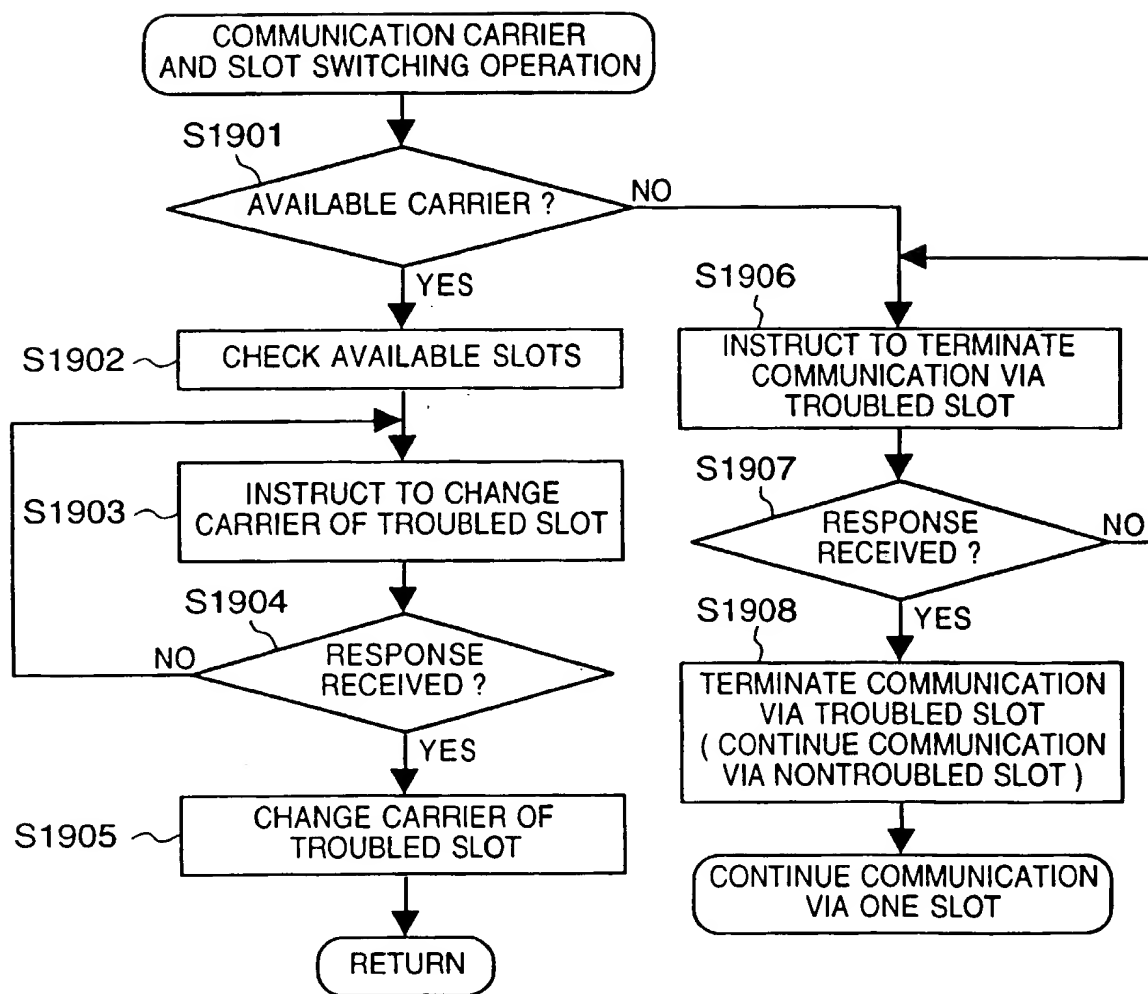 COMMUNICATION CARRIER
AND SLOT SWITCHING OPERATION
S1901
AVAILABLE CARRIER ?
NO
YES
S1902
CHECK AVAILABLE SLOTS
S1903
INSTRUCT TO CHANGE
CARRIER OF TROUBLED SLOT
S1904
NO
RESPONSE
RECEIVED ?
YES
S1905
CHANGE CARRIER OF
TROUBLED SLOT
RETURN
S1906
INSTRUCT TO TERMINATE
COMMUNICATION VIA
TROUBLED SLOT
S1907
RESPONSE
RECEIVED ?
NO
S1908
YES
TERMINATE COMMUNICATION
VIA TROUBLED SLOT
( CONTINUE COMMUNICATION
VIA NONTROUBLED SLOT )
CONTINUE COMMUNICATION
VIA ONE SLOT